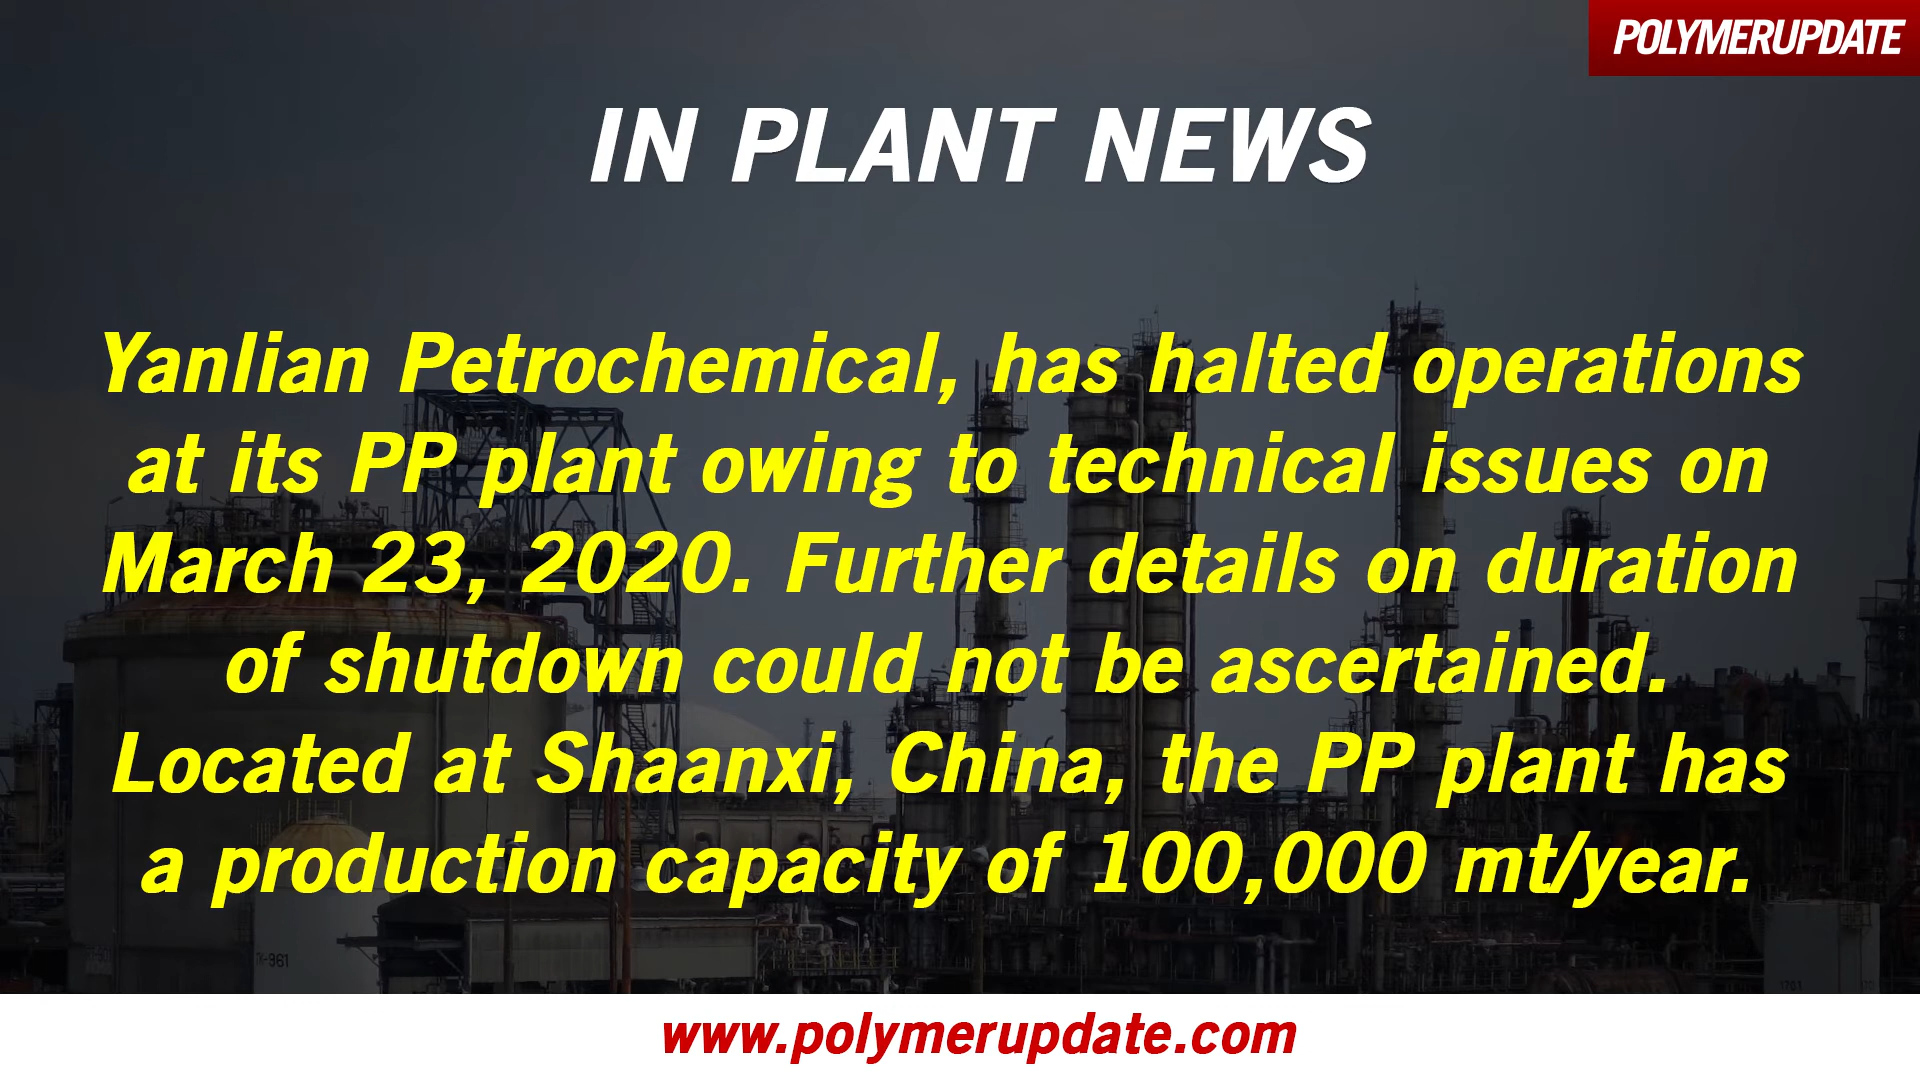 POLYMERUPDATE
IN PLANT NEWS
Yanlian Petrochemical, has halted operations
at its PP plant owing to technical issues on
March 23, 2020. Further details on duration
of shutdown could not be ascertained.
Located at Shaanxi, China, the PP plant has
a production capacity of 100,000 mt/year.
www.polymerupdate.com